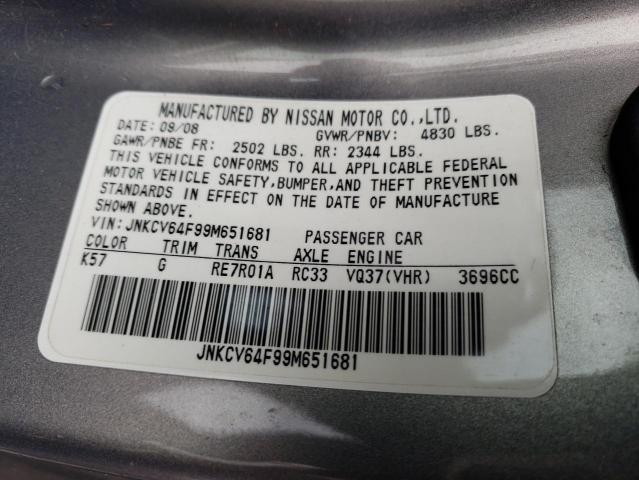 MANUFACTURED BY NISSAN MOTOR CO.,LTD.
DATE: 09/08 GVWR/PNBV: 4830 LBS.
GAWR/PNBE FR: 2502 LBS. RR: 2344 LBS.
THIS VEHICLE CONFORMS TO ALL APPLICABLE FEDERAL
MOTOR VEHICLE SAFETY,BUMPER,AND THEFT PREVENTION
STANDARDS IN EFFECT ON THE DATE OF MANUFACTURE
SHOWN ABOVE.
VIN: JNKCV64F99M651681 PASSENGER CAR
COLOR TRIM TRANS AXLE ENGINE
K57 G RE7R01A RC33 VQ37(VHR) 3696CC
JNKCV64F99M651681